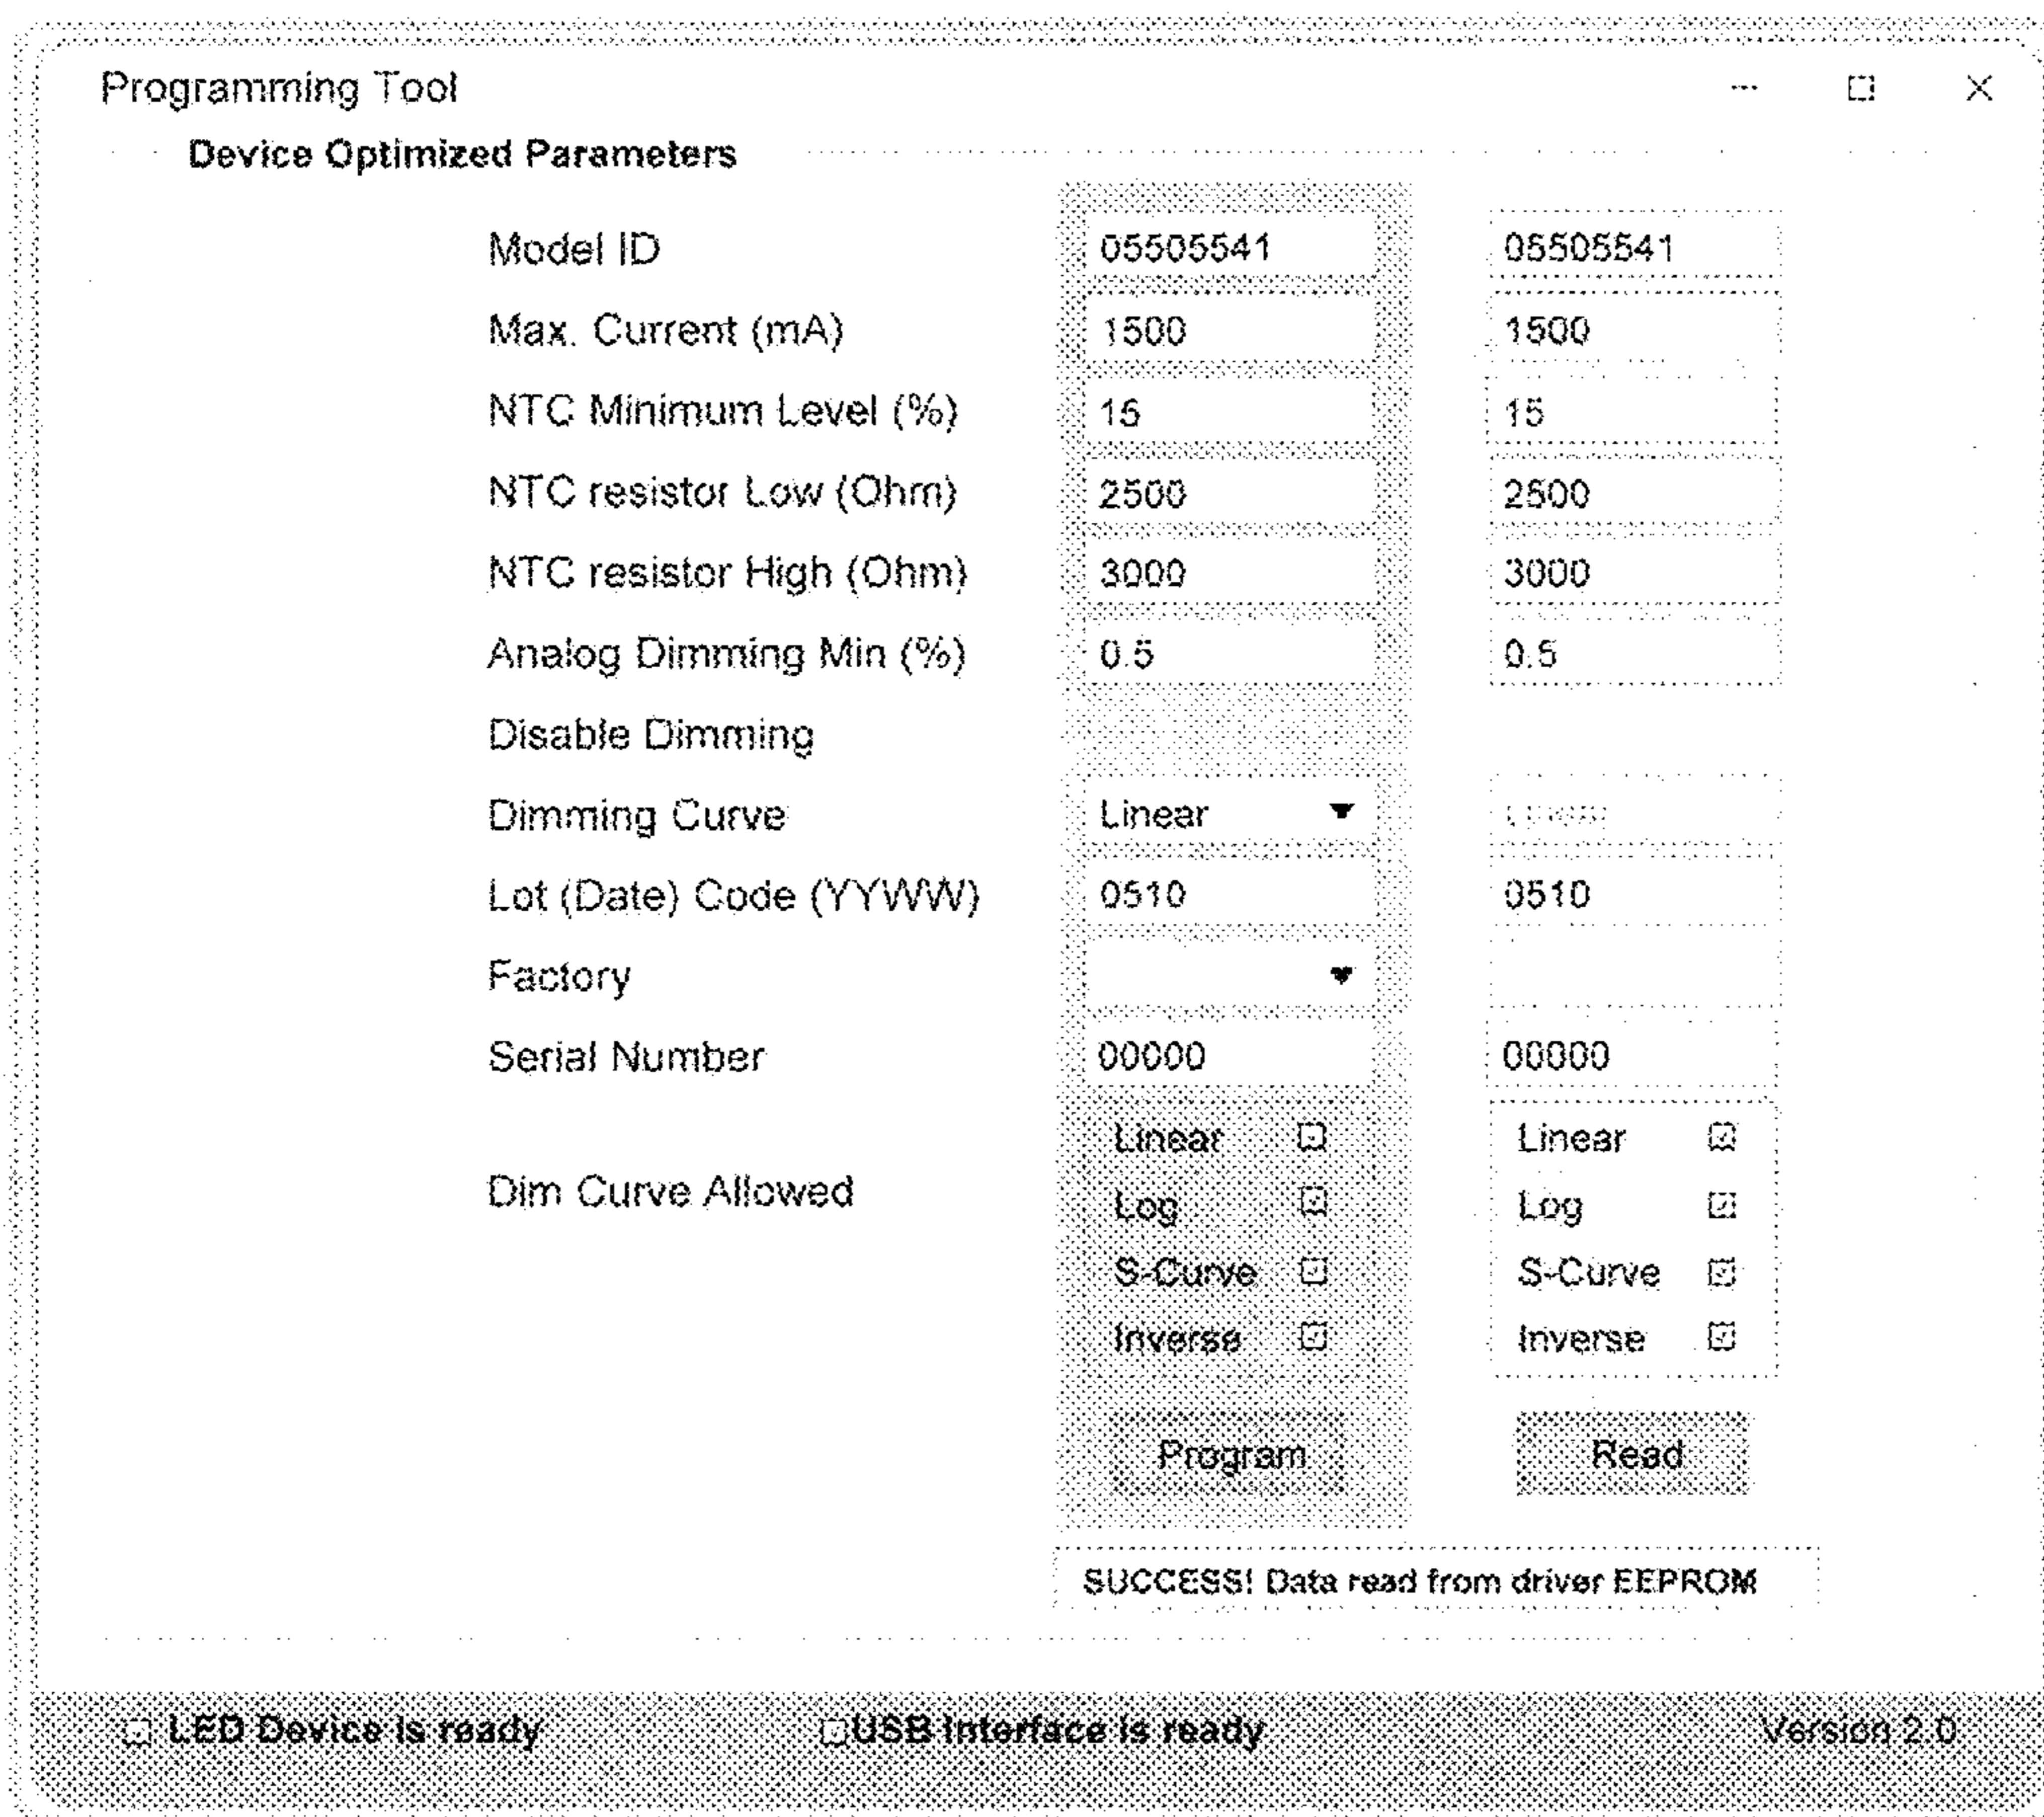 Programming Tool
Device Optimized Parameters
Model ID 05505541 05505541
Max. Current (mA) 1500 1500
NTC Minimum Level (%) 15 15
NTC resistor Low (Ohm) 2500 2500
NTC resistor High (Ohm) 3000 3000
Analog Dimming Min (%) 0.5 0.5
Disable Dimming
Dimming Curve Linear Linear
Lot (Date) Code (YYWW) 0510 0510
Factory
Serial Number 00000 00000
Linear Linear
Dim Curve Allowed
Log Log
S-Curve S-Curve
Inverse Inverse
Program Read
SUCCESS! Data read from driver EEPROM
LED Device is ready USB Interface is ready Version 2.0